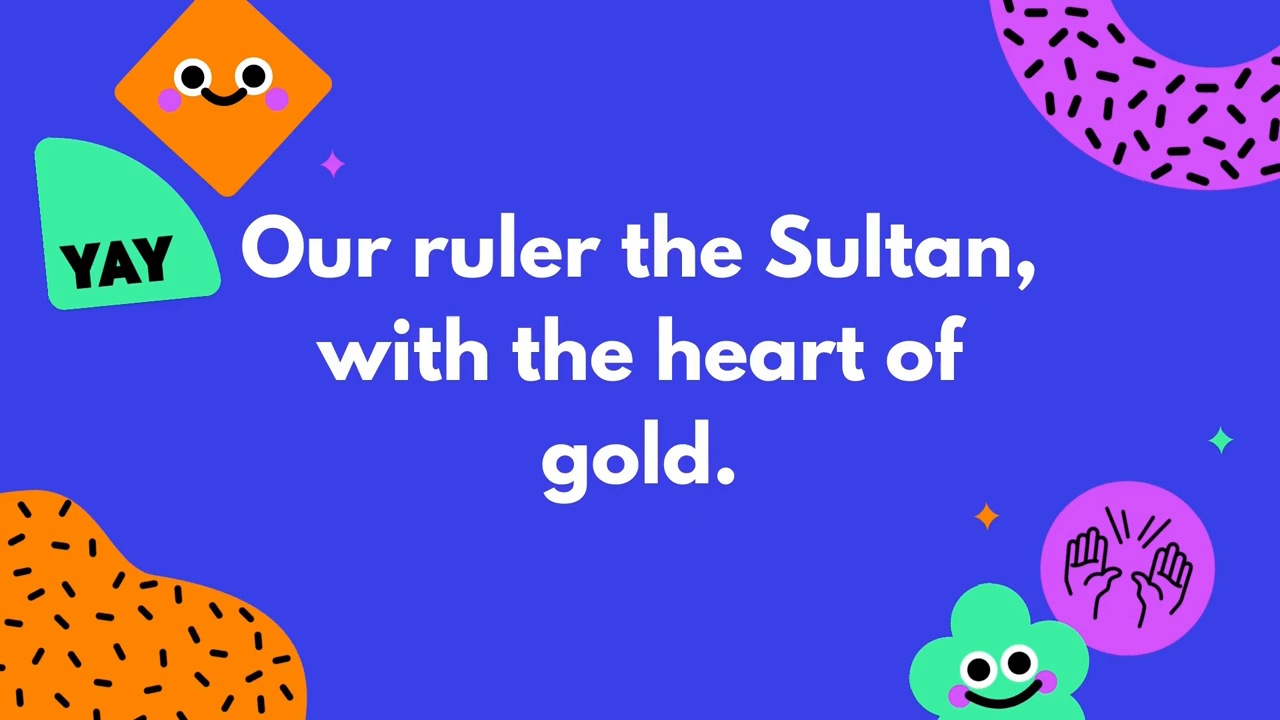 YAY
Our ruler the Sultan,
with the heart of
gold.